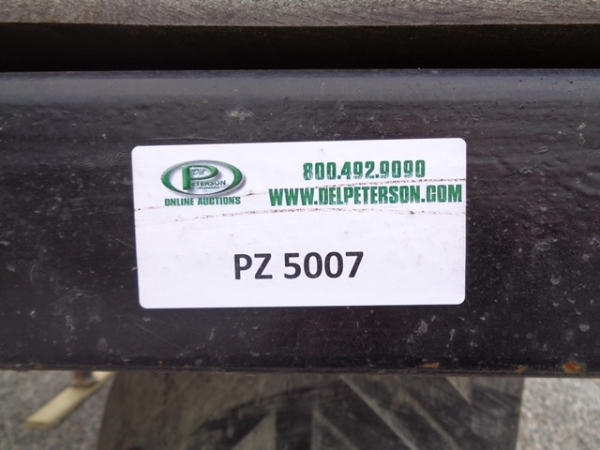 PETERSON
ONLINE AUCTIONS
800.492.9090
WWW.DELPETERSON.COM
PZ 5007